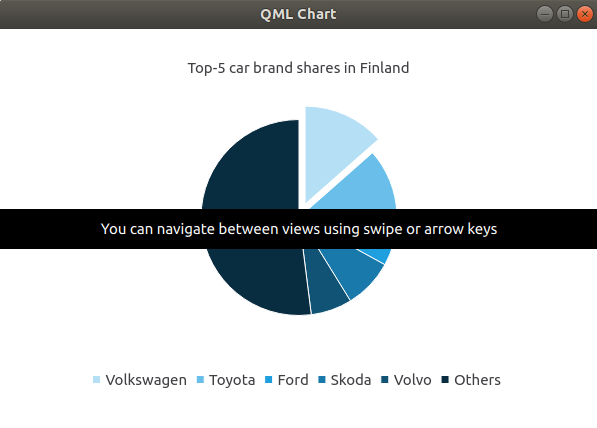 QML Chart
Top-5 car brand shares in Finland
You can navigate between views using swipe or arrow keys
Volkswagen Toyota Ford Skoda Volvo Others